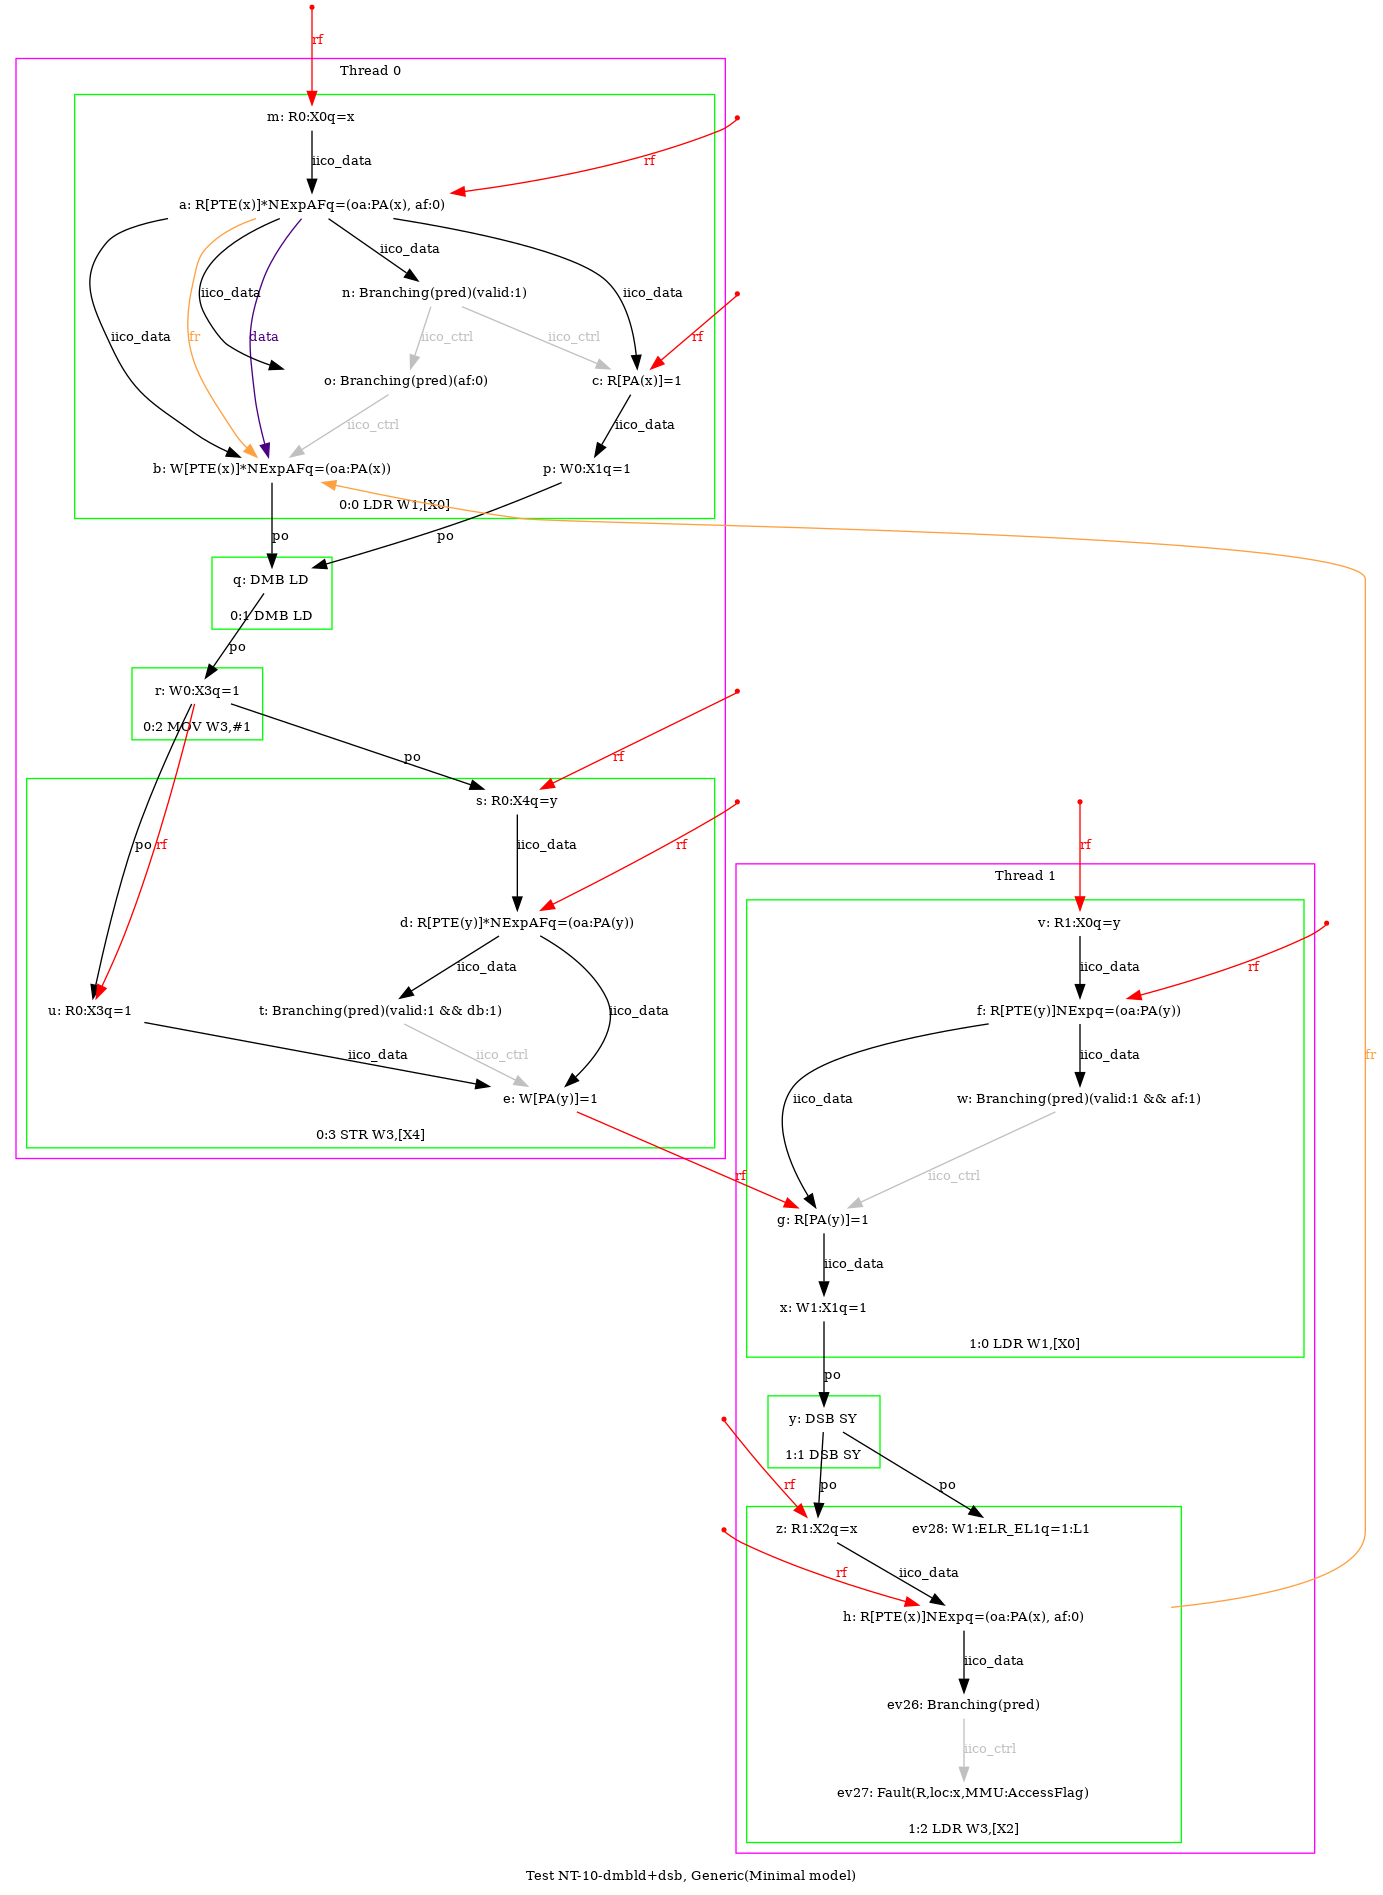 rf
Thread 0
m: R0:X0q=x
iico_data
rf
a: R[PTE(x)]*NExpAFq=(oa:PA(x), af:0)
iico_data
iico_data
n: Branching(pred)(valid:1)
iico_data
iico_data
fr
data
iico_ctrl
iico_ctrl
rf
o: Branching(pred)(af:0)
c: R[PA(x)]=1
iico_ctrl
iico_data
b: W[PTE(x)]*NExpAFq=(oa:PA(x))
p: W0:X1q=1
0:0 LDR W1,[X0]
po
po
q: DMB LD
0:1 DMB LD
po
r: W0:X3q=1
0:2 MOV W3,#1
po
rf
s: R0:X4q=y
po
rf
iico_data
rf
rf
Thread 1
d: R[PTE(y)]*NExpAFq=(oa:PA(y))
v: R1:X0q=y
iico_data
iico_data
rf
u: R0:X3q=1
t: Branching(pred)(valid:1 && db:1)
iico_data
f: R[PTE(y)]NExpq=(oa:PA(y))
iico_data
iico_ctrl
iico_data
fr
e: W[PA(y)]=1
iico_data
w: Branching(pred)(valid:1 && af:1)
0:3 STR W3,[X4]
rf
iico_ctrl
g: R[PA(y)]=1
iico_data
x: W1:X1q=1
1:0 LDR W1,[X0]
po
y: DSB SY
1:1 DSB SY
rf
po
po
z: R1:X2q=x
ev28: W1:ELR_EL1q=1:L1
rf
iico_data
h: R[PTE(x)]NExpq=(oa:PA(x), af:0)
iico_data
ev26: Branching(pred)
iico_ctrl
ev27: Fault(R,loc:x,MMU:AccessFlag)
1:2 LDR W3,[X2]
Test NT-10-dmbld+dsb, Generic(Minimal model)